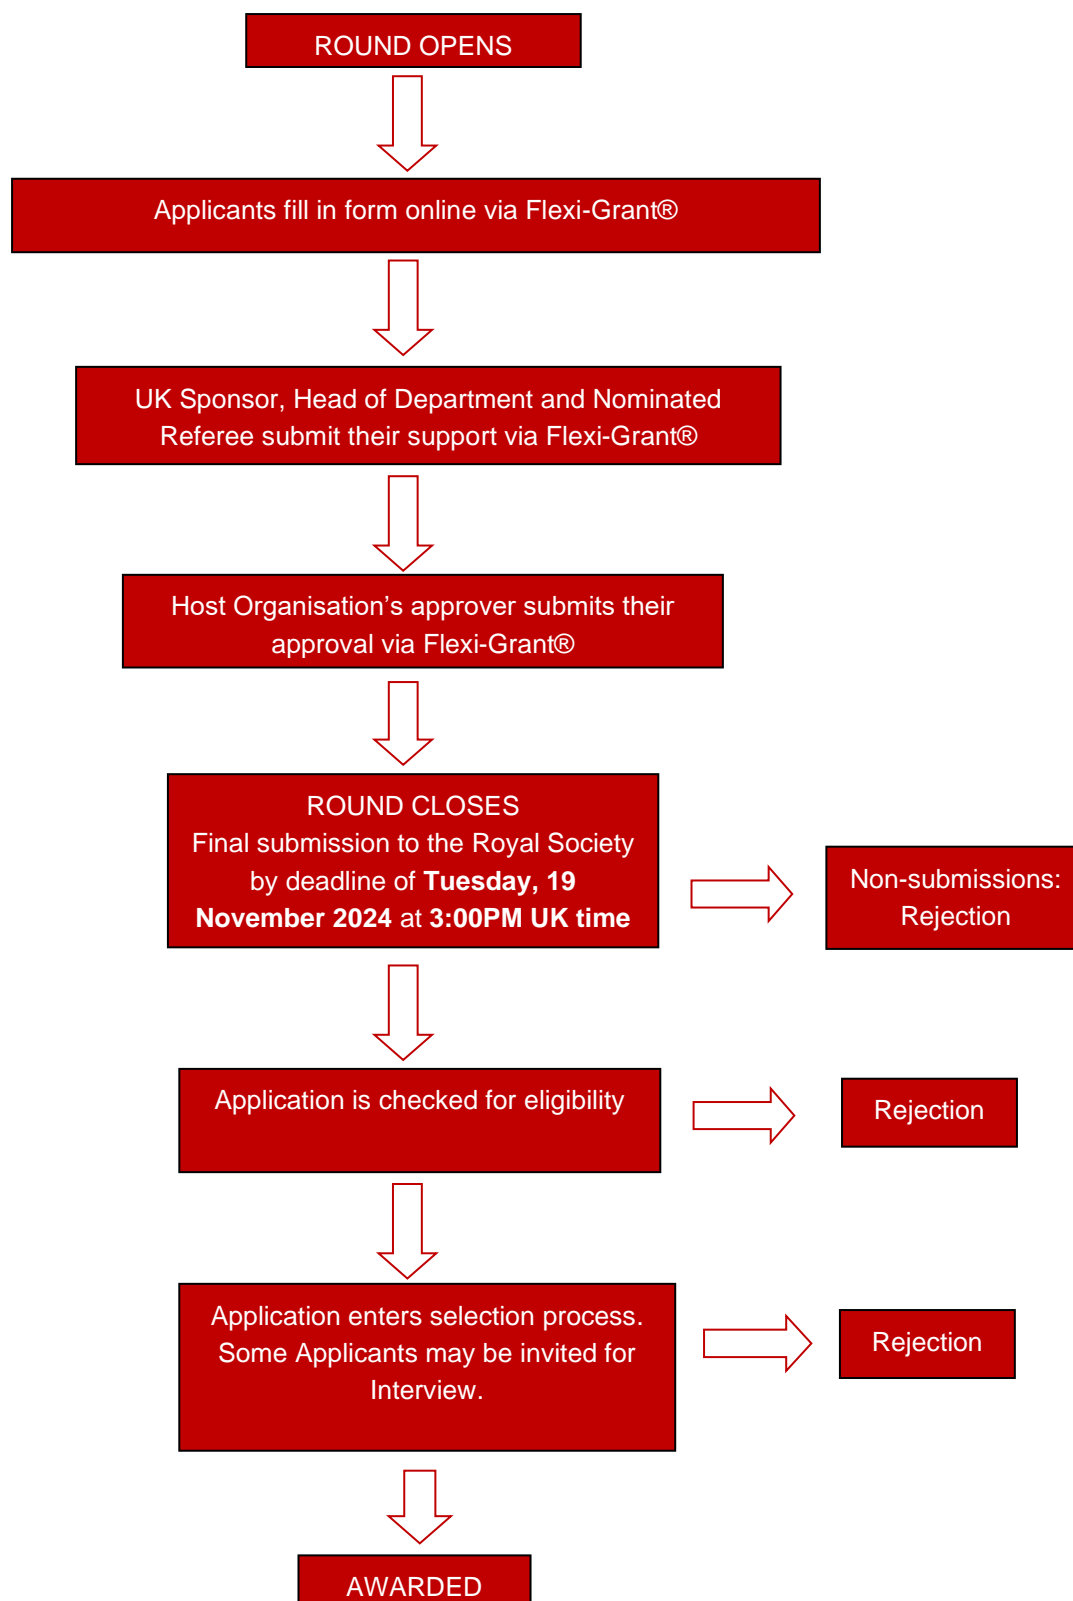 ROUND OPENS
Applicants fill in form online via Flexi-Grant®
UK Sponsor, Head of Department and Nominated
Referee submit their support via Flexi-Grant®
Host Organisation’s approver submits their
approval via Flexi-Grant®
ROUND CLOSES
Final submission to the Royal Society
by deadline of Tuesday, 19
November 2024 at 3:00PM UK time
Non-submissions:
Rejection
Application is checked for eligibility
Rejection
Application enters selection process.
Some Applicants may be invited for
Interview.
Rejection
AWARDED